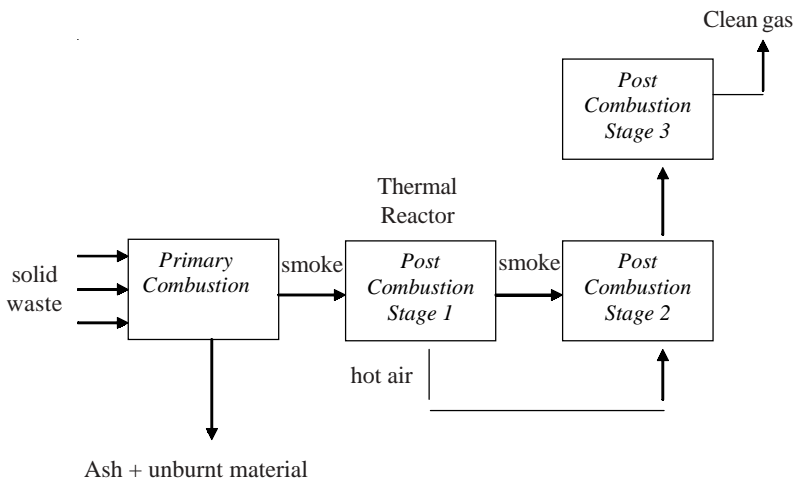 Clean gas
Post
Combustion
Stage 3
Thermal
Reactor
solid
waste
Primary
Combustion
smoke
Post
Combustion
Stage 1
smoke
Post
Combustion
Stage 2
hot air
Ash + unburnt material